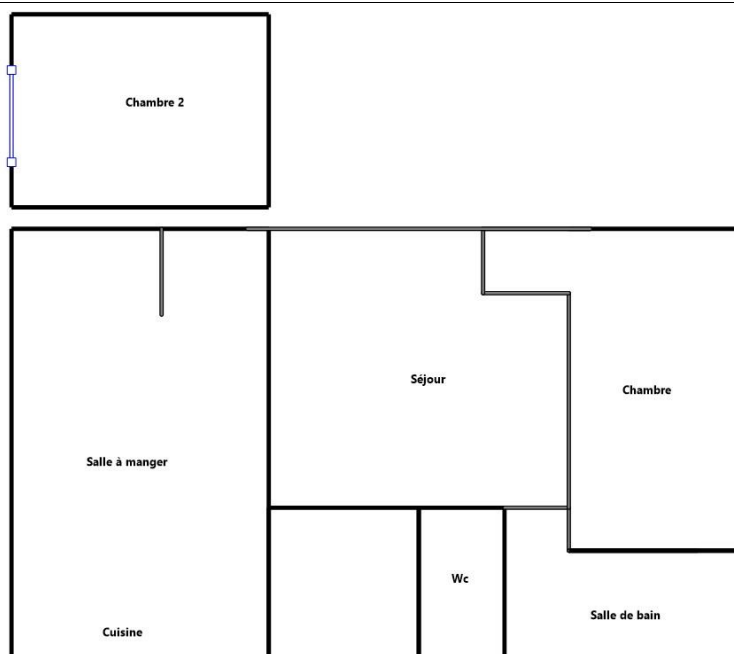 Chambre 2
Séjour
Chambre
Salle à manger
Wc
Salle de bain
Cuisine